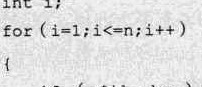 int i;
for(i=1;i<=n;i++)
{